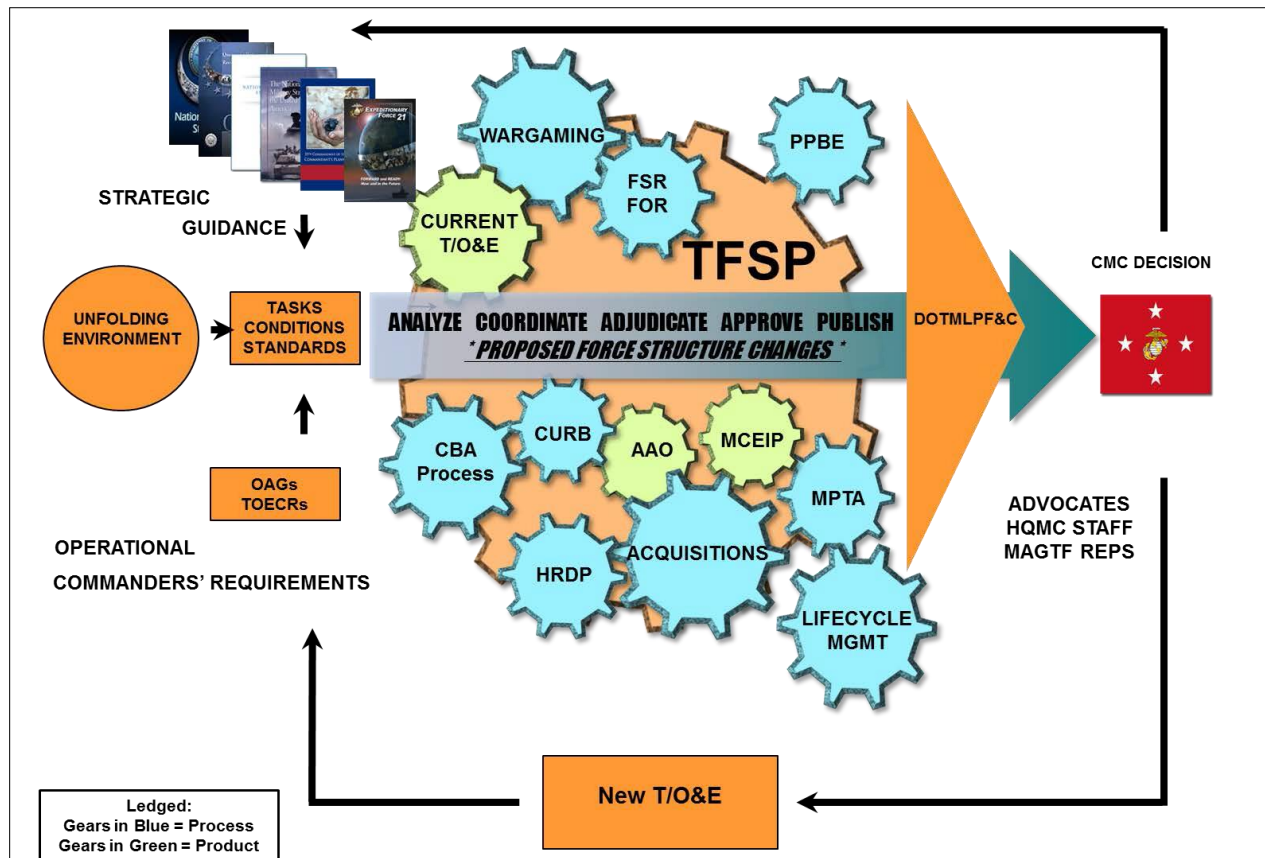 WARGAMING
PPBE
FSR
FOR
CURRENT
T/O&E
TFSP
EXPEDITIONARY
FORCE 21
STRATEGIC
GUIDANCE
CMC DECISION
UNFOLDING
ENVIRONMENT
TASKS
CONDITIONS
STANDARDS
ANALYZE COORDINATE ADJUDICATE APPROVE PUBLISH
* PROPOSED FORCE STRUCTURE CHANGES *
DOTMLPF&C
CBA
Process
CURB
AAO
MCEIP
MPTA
OAGs
TOECRs
OPERATIONAL
COMMANDERS' REQUIREMENTS
HRDP
ACQUISITIONS
LIFECYCLE
MGMT
ADVOCATES
HQMC STAFF
MAGTF REPS
New T/O&E
Ledged:
Gears in Blue = Process
Gears in Green = Product